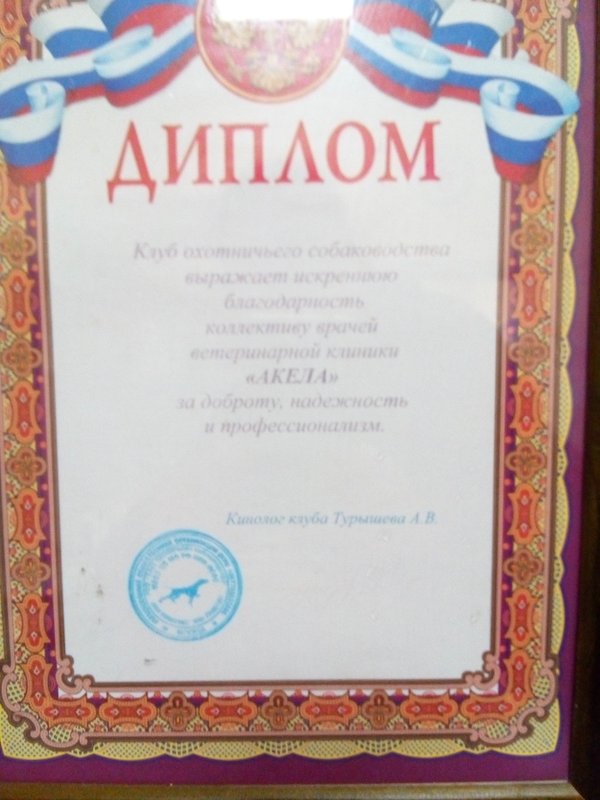 ДИПЛОМ
Клуб охотничьего собаководства
выражает искреннюю
благодарность
коллективу врачей
ветеринарной клиники
«АКЕЛА»
за доброту, надежность
и профессионализм.
Кинолог клуба Турышева А.В.